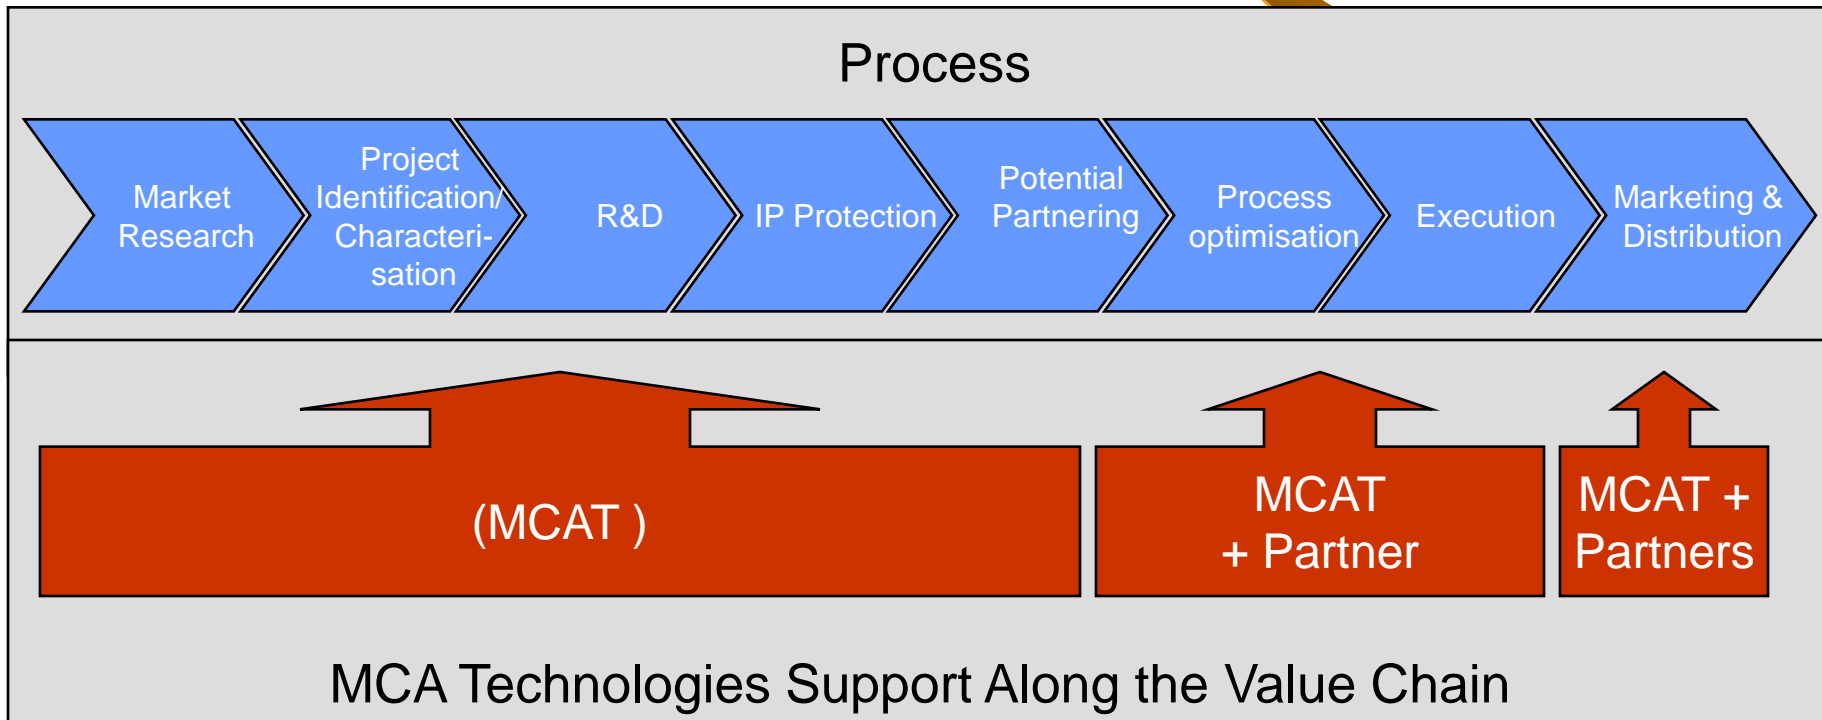 Process
Market
Research
Project
Identification/
Characteri-
sation
R&D
IP Protection
Potential
Partnering
Process
optimisation
Execution
Marketing &
Distribution
(MCAT )
MCAT
+ Partner
MCAT +
Partners
MCA Technologies Support Along the Value Chain